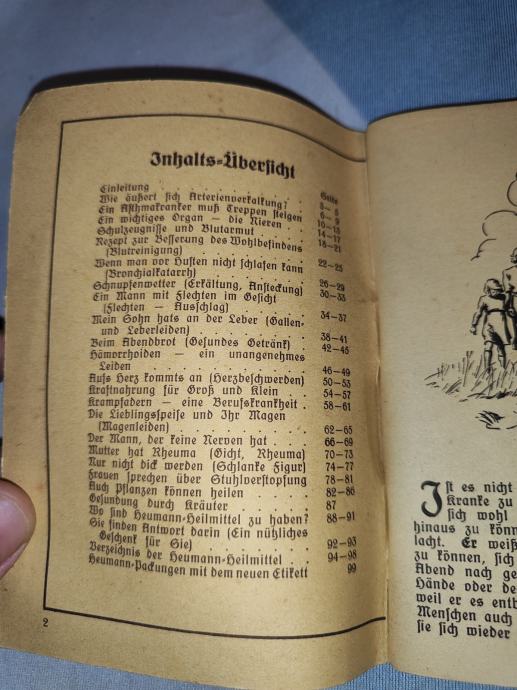 Inhalts-Übersicht
Seite
Einleitung . . . . . . . . . . . . 3– 5
Wie äußert sich Arterienverkalkung? . 6– 9
Ein Asthmakranker muß Treppen steigen 10–13
Ein wichtiges Organ — die Nieren . . 14–17
Schulzeugnisse und Blutarmut . . . . 18–21
Rezept zur Besserung des Wohlbefindens
(Blutreinigung) . . . . . . . . 22–25
Wenn man vor Husten nicht schlafen kann
(Bronchialkatarrh) . . . . . . . 26–29
Schnupfenwetter (Erkältung, Ansteckung) 30–33
Ein Mann mit Flechten im Gesicht
(Flechten — Ausschlag) . . . . . 34–37
Mein Sohn hats an der Leber (Gallen-
und Leberleiden) . . . . . . . . 38–41
Beim Abendbrot (Gesundes Getränk) . 42–45
Hämorrhoiden — ein unangenehmes
Leiden . . . . . . . . . . . . 46–49
Aufs Herz kommts an (Herzbeschwerden) 50–53
Kraftnahrung für Groß und Klein . . . 54–57
Krampfadern — eine Berufskrankheit . 58–61
Die Lieblingsspeise und Ihr Magen
(Magenleiden) . . . . . . . . . 62–65
Der Mann, der keine Nerven hat . . . 66–69
Mutter hat Rheuma (Gicht, Rheuma) . 70–73
Nur nicht dick werden (Schlanke Figur) 74–77
Frauen sprechen über Stuhlverstopfung 78–81
Auch Pflanzen können heilen . . . . . 82–86
Gesundung durch Kräuter . . . . . . 87
Wo sind Heumann-Heilmittel zu haben? 88–91
Sie finden Antwort darin (Ein nützliches
Geschenk für Sie) . . . . . . . . 92–93
Verzeichnis der Heumann-Heilmittel . 94–98
Heumann-Packungen mit dem neuen Etikett 99
2
Ist es nicht
Kranke zu
sich wohl
hinaus zu könn
lacht. Er weiß
zu können, sich
Abend nach ge
Hände oder de
weil er es entb
Menschen auch
sie sich wieder